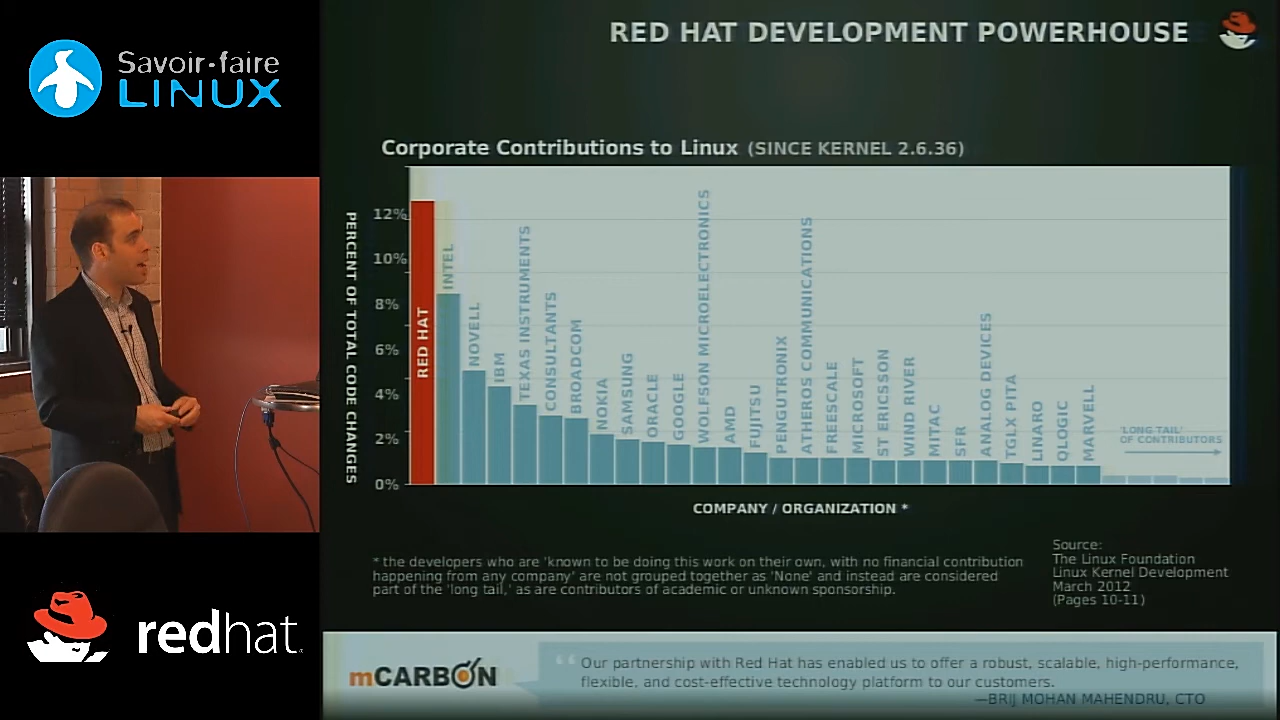 Savoir-faire
LINUX
RED HAT DEVELOPMENT POWERHOUSE
Corporate Contributions to Linux (SINCE KERNEL 2.6.36)
PERCENT OF TOTAL CODE CHANGES
12%
10%
8%
6%
4%
2%
0%
RED HAT
INTEL
NOVELL
IBM
TEXAS INSTRUMENTS
CONSULTANTS
BROADCOM
NOKIA
SAMSUNG
ORACLE
GOOGLE
WOLFSON MICROELECTRONICS
AMD
FUJITSU
PENGUTRONIX
ATHEROS COMMUNICATIONS
FREESCALE
MICROSOFT
ST ERICSSON
WIND RIVER
MITAC
SFR
ANALOG DEVICES
TGLX PITA
LINARO
QLOGIC
MARVELL
'LONG TAIL'
OF CONTRIBUTORS
COMPANY / ORGANIZATION *
* the developers who are 'known to be doing this work on their own, with no financial contribution
happening from any company' are not grouped together as 'None' and instead are considered
part of the 'long tail,' as are contributors of academic or unknown sponsorship.
Source:
The Linux Foundation
Linux Kernel Development
March 2012
(Pages 10-11)
redhat.
mCARBON
“ Our partnership with Red Hat has enabled us to offer a robust, scalable, high-performance,
flexible, and cost-effective technology platform to our customers.
—BRIJ MOHAN MAHENDRU, CTO